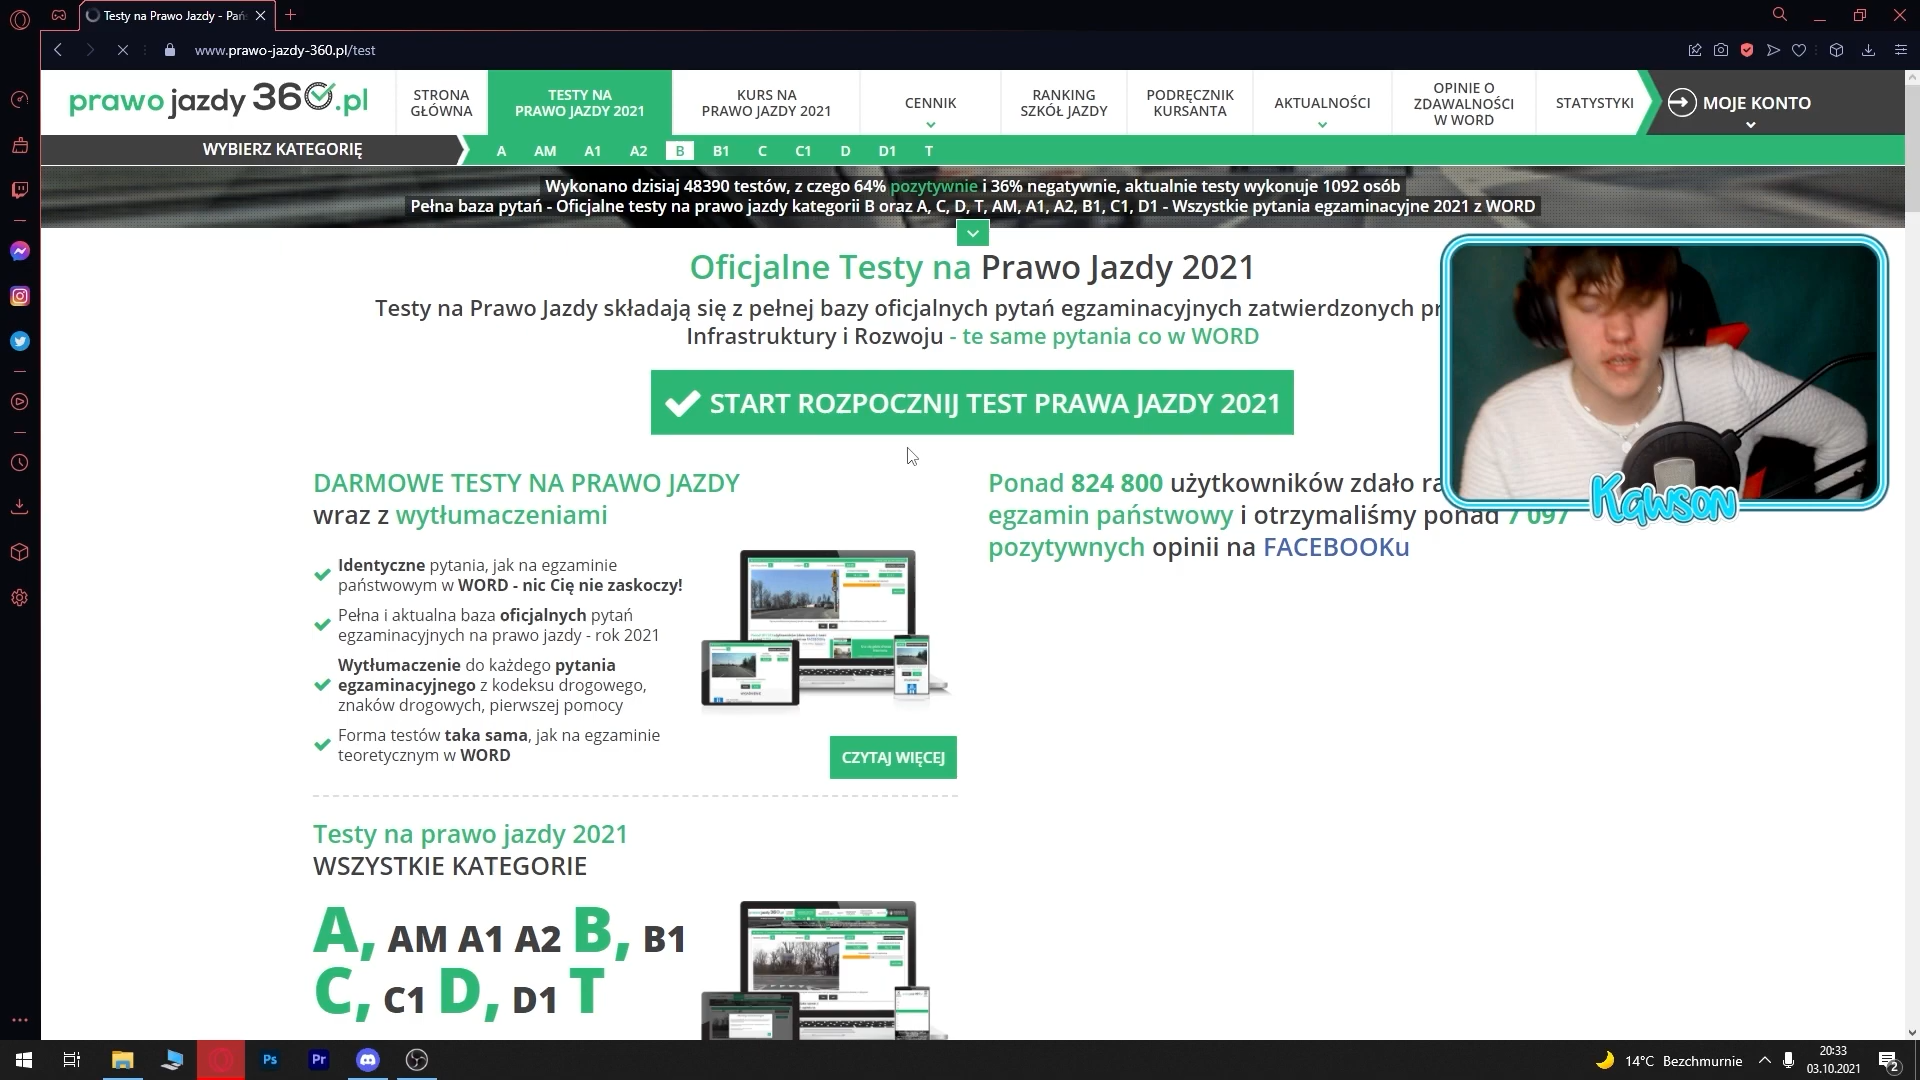 Testy na Prawo Jazdy - Pań
www.prawo-jazdy-360.pl/test
prawo jazdy 360.pl
STRONA GŁÓWNA
TESTY NA PRAWO JAZDY 2021
KURS NA PRAWO JAZDY 2021
CENNIK
RANKING SZKÓŁ JAZDY
PODRĘCZNIK KURSANTA
AKTUALNOŚCI
OPINIE O ZDAWALNOŚCI W WORD
STATYSTYKI
MOJE KONTO
WYBIERZ KATEGORIĘ
A AM A1 A2 B B1 C C1 D D1 T
Wykonano dzisiaj 48390 testów, z czego 64% pozytywnie i 36% negatywnie, aktualnie testy wykonuje 1092 osób
Pełna baza pytań - Oficjalne testy na prawo jazdy kategorii B oraz A, C, D, T, AM, A1, A2, B1, C1, D1 - Wszystkie pytania egzaminacyjne 2021 z WORD
Oficjalne Testy na Prawo Jazdy 2021
Testy na Prawo Jazdy składają się z pełnej bazy oficjalnych pytań egzaminacyjnych zatwierdzonych pr
Infrastruktury i Rozwoju - te same pytania co w WORD
START ROZPOCZNIJ TEST PRAWA JAZDY 2021
DARMOWE TESTY NA PRAWO JAZDY
wraz z wytłumaczeniami
Identyczne pytania, jak na egzaminie
państwowym w WORD - nic Cię nie zaskoczy!
Pełna i aktualna baza oficjalnych pytań
egzaminacyjnych na prawo jazdy - rok 2021
Wytłumaczenie do każdego pytania
egzaminacyjnego z kodeksu drogowego,
znaków drogowych, pierwszej pomocy
Forma testów taka sama, jak na egzaminie
teoretycznym w WORD
CZYTAJ WIĘCEJ
Ponad 824 800 użytkowników zdało ra
egzamin państwowy i otrzymaliśmy ponad 7 097
pozytywnych opinii na FACEBOOKu
Kawson
Testy na prawo jazdy 2021
WSZYSTKIE KATEGORIE
A, AM A1 A2 B, B1
C, C1 D, D1 T
Ps
Pr
14°C Bezchmurnie
20:33
03.10.2021
2